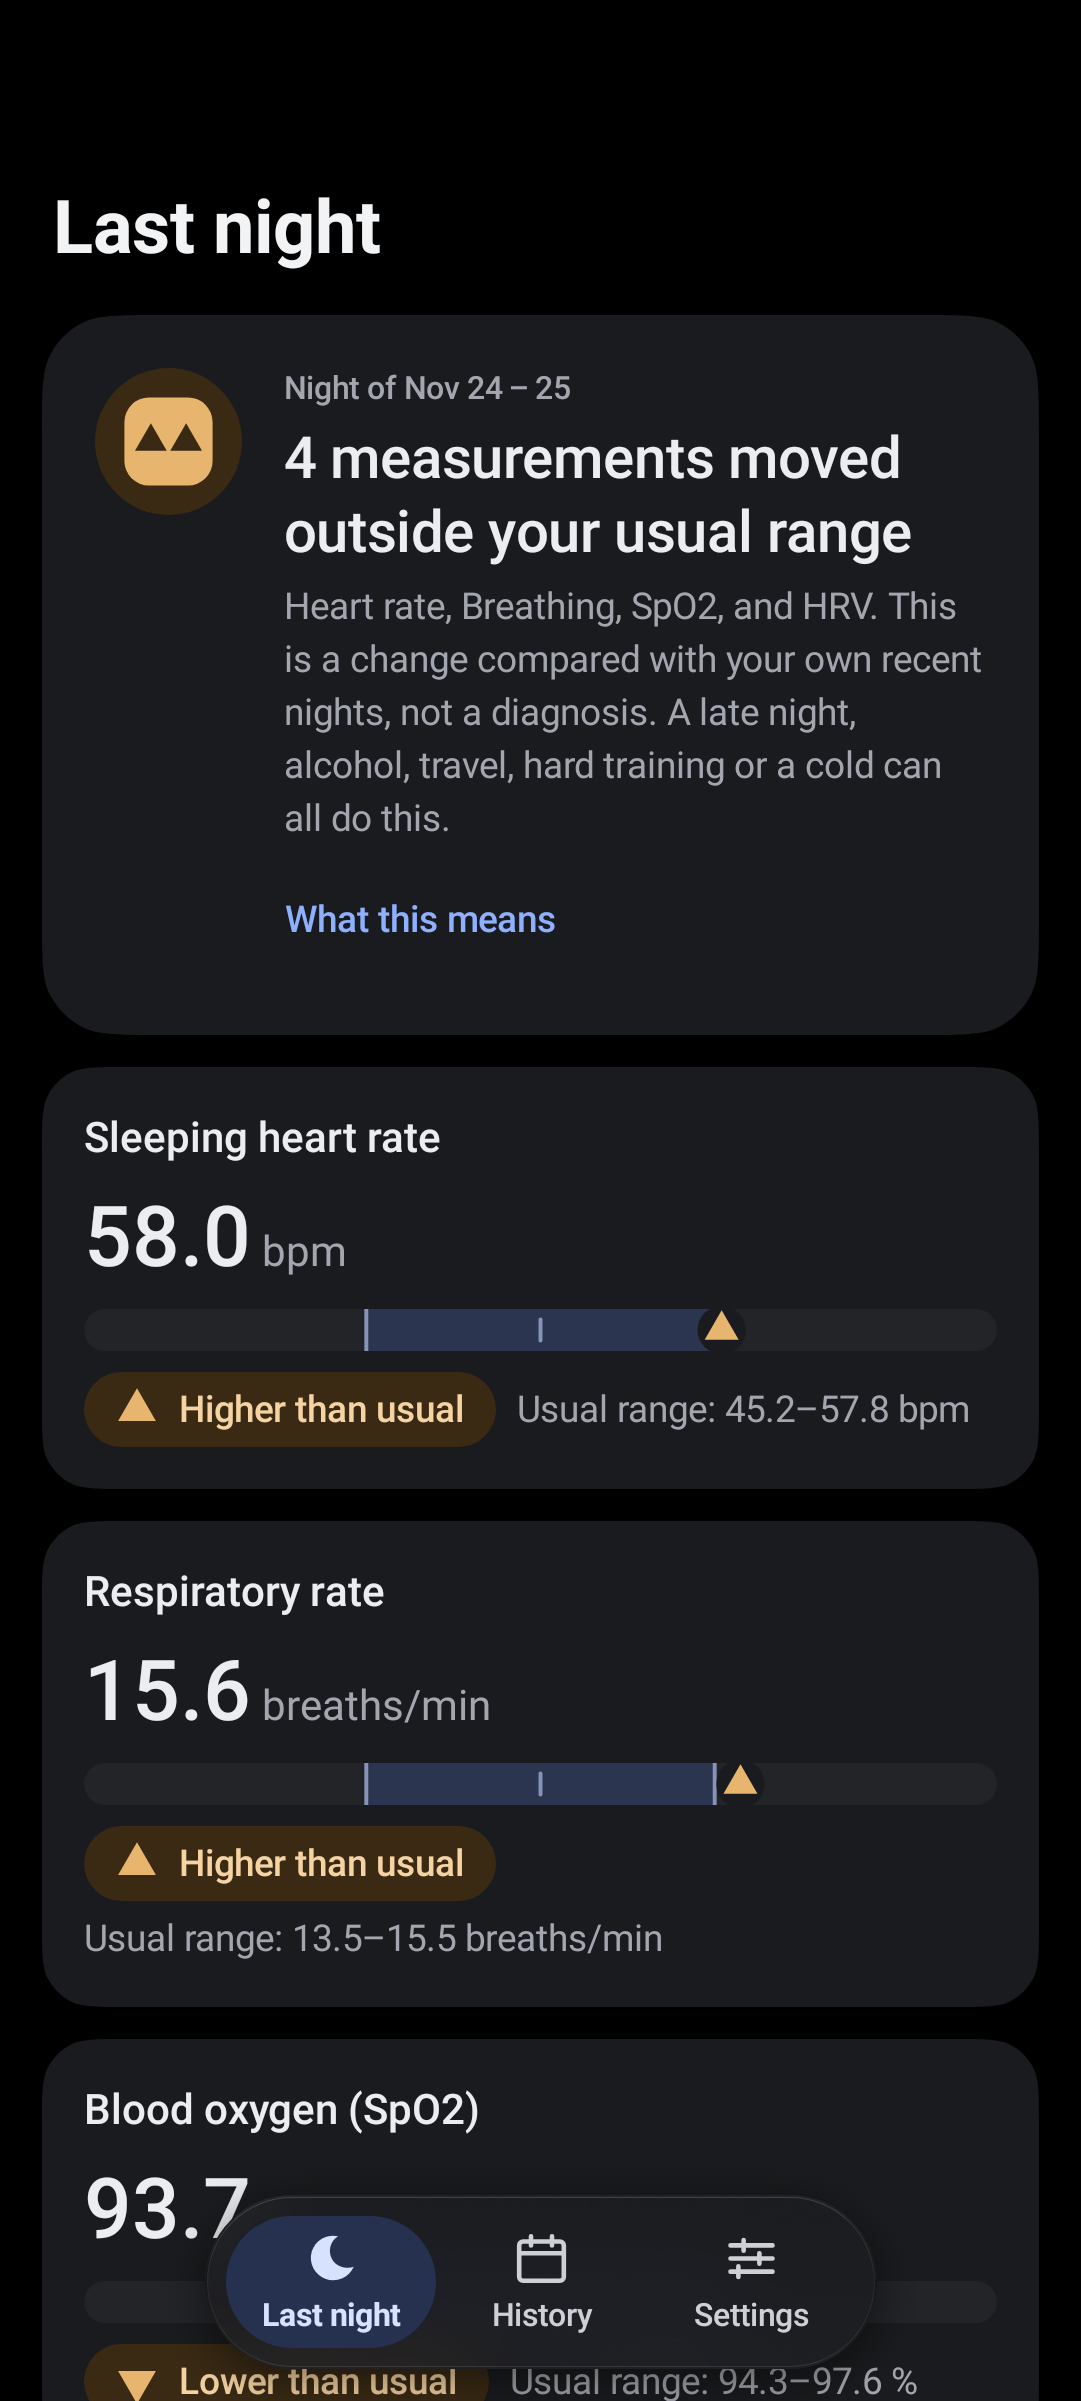 Last night
Night of Nov 24 – 25
4 measurements moved
outside your usual range
Heart rate, Breathing, SpO2, and HRV. This
is a change compared with your own recent
nights, not a diagnosis. A late night,
alcohol, travel, hard training or a cold can
all do this.
What this means
Sleeping heart rate
58.0 bpm
Higher than usual
Usual range: 45.2–57.8 bpm
Respiratory rate
15.6 breaths/min
Higher than usual
Usual range: 13.5–15.5 breaths/min
Blood oxygen (SpO2)
93.7
Last night
History
Settings
Lower than usual
Usual range: 94.3–97.6 %